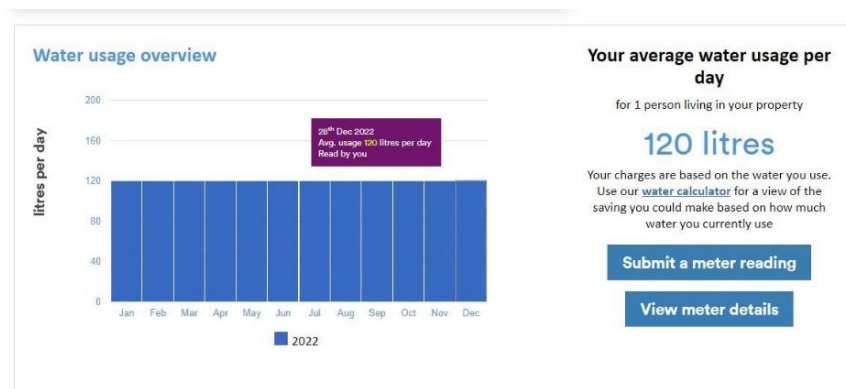 Water usage overview
litres per day
200
160
120
80
40
0
28th Dec 2022
Avg. usage 120 litres per day
Read by you
Jan Feb Mar Apr May Jun Jul Aug Sep Oct Nov Dec
2022
Your average water usage per
day
for 1 person living in your property
120 litres
Your charges are based on the water you use.
Use our water calculator for a view of the
saving you could make based on how much
water you currently use
Submit a meter reading
View meter details